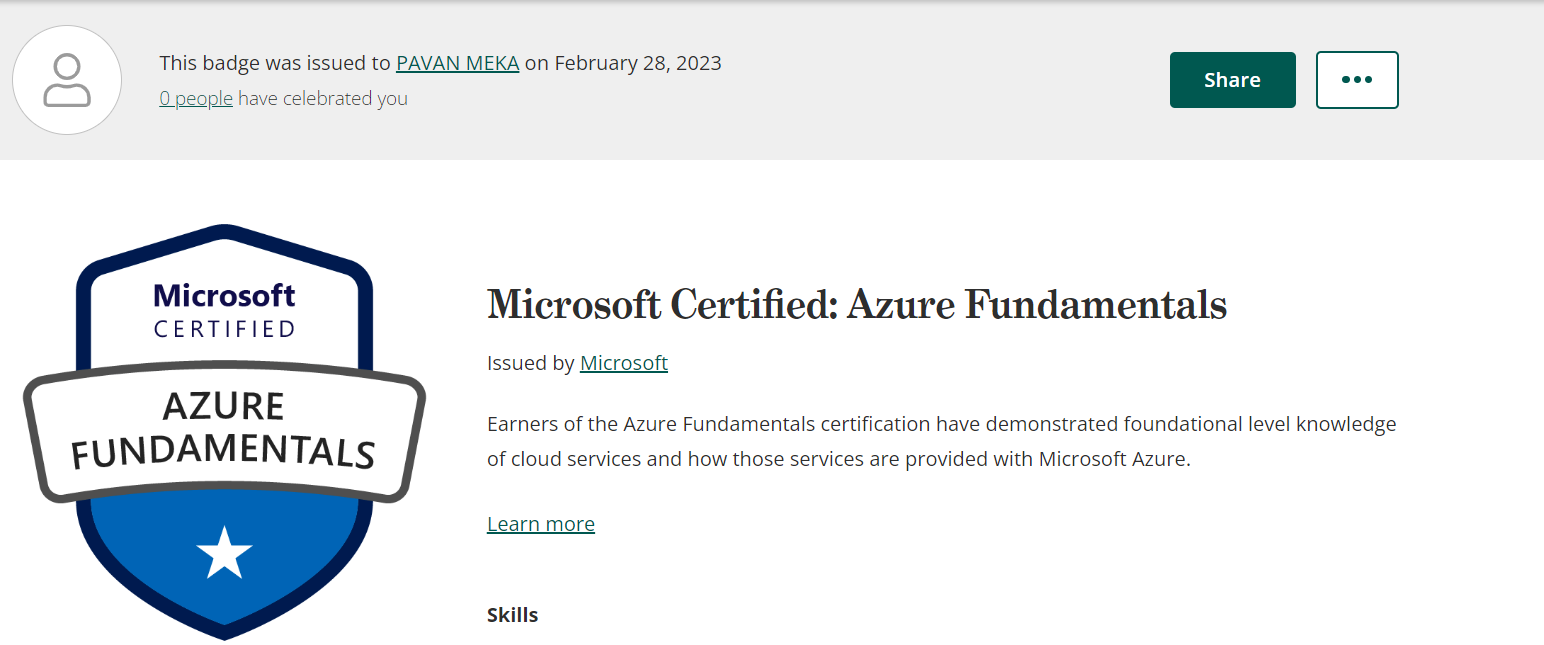 This badge was issued to PAVAN MEKA on February 28, 2023
0 people have celebrated you
Share
Microsoft
CERTIFIED
AZURE
FUNDAMENTALS
Microsoft Certified: Azure Fundamentals
Issued by Microsoft
Earners of the Azure Fundamentals certification have demonstrated foundational level knowledge
of cloud services and how those services are provided with Microsoft Azure.
Learn more
Skills